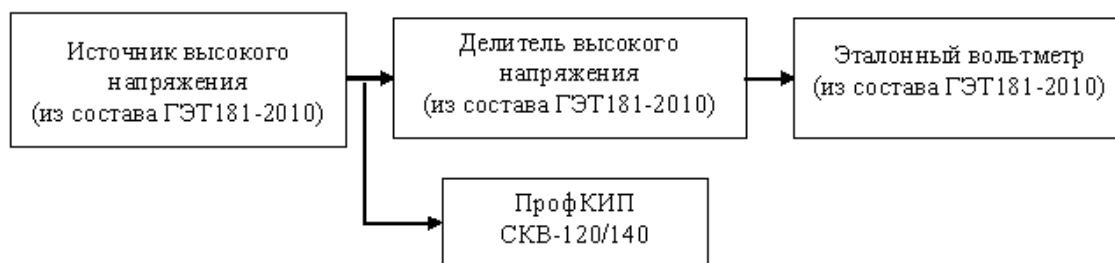 Источник высокого
напряжения
(из состава ГЭТ181-2010)
Делитель высокого
напряжения
(из состава ГЭТ181-2010)
Эталонный вольтметр
(из состава ГЭТ181-2010)
ПрофКИП
СКВ-120/140